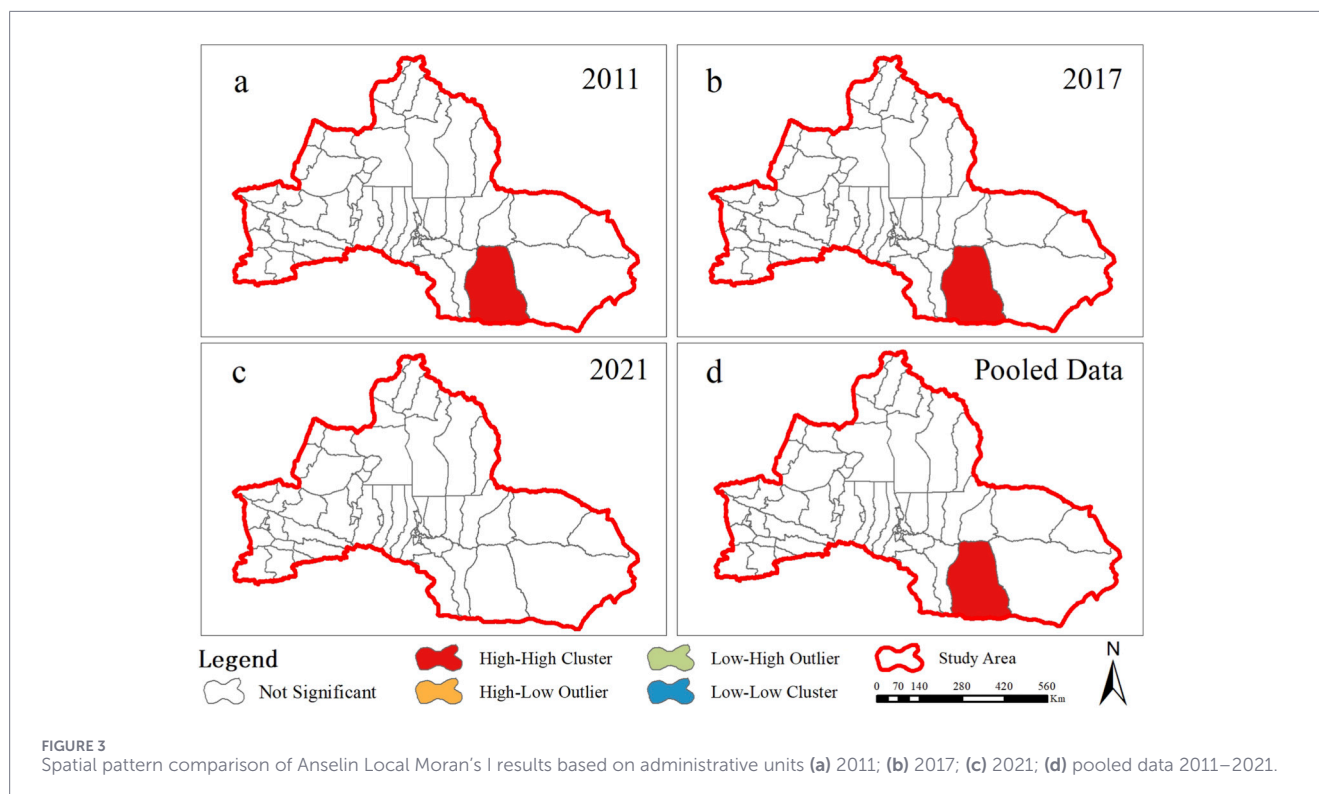 a
2011
b
2017
c
2021
d
Pooled Data
Legend
Not Significant
High-High Cluster
High-Low Outlier
Low-High Outlier
Low-Low Cluster
Study Area
0 70 140 280 420 560
Km
N
FIGURE 3
Spatial pattern comparison of Anselin Local Moran's I results based on administrative units (a) 2011; (b) 2017; (c) 2021; (d) pooled data 2011–2021.